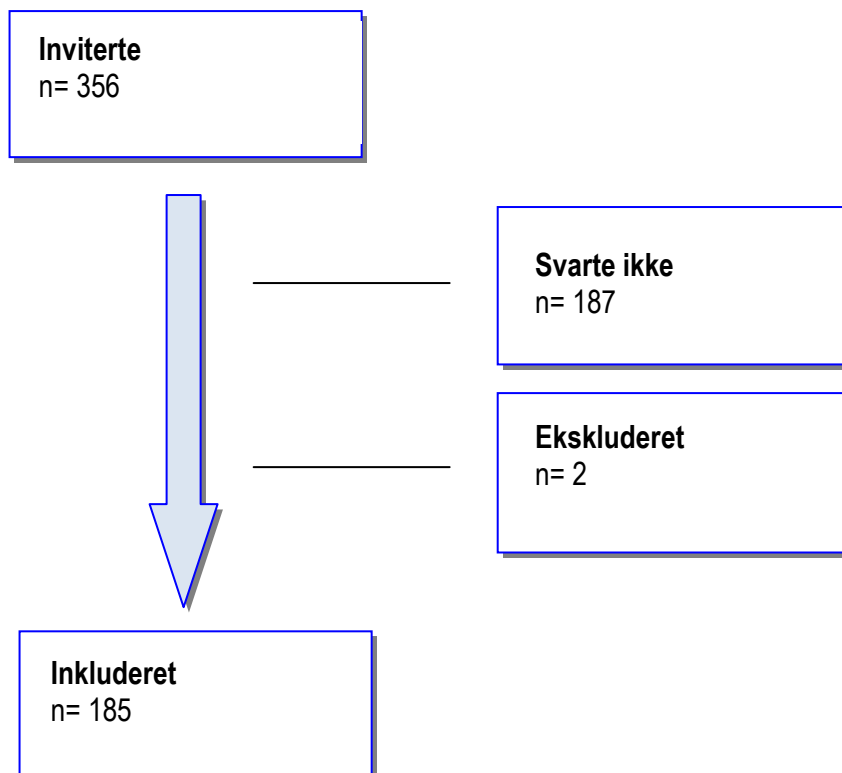 Inviterte
n= 356
Svarte ikke
n= 187
Ekskluderet
n= 2
Inkluderet
n= 185